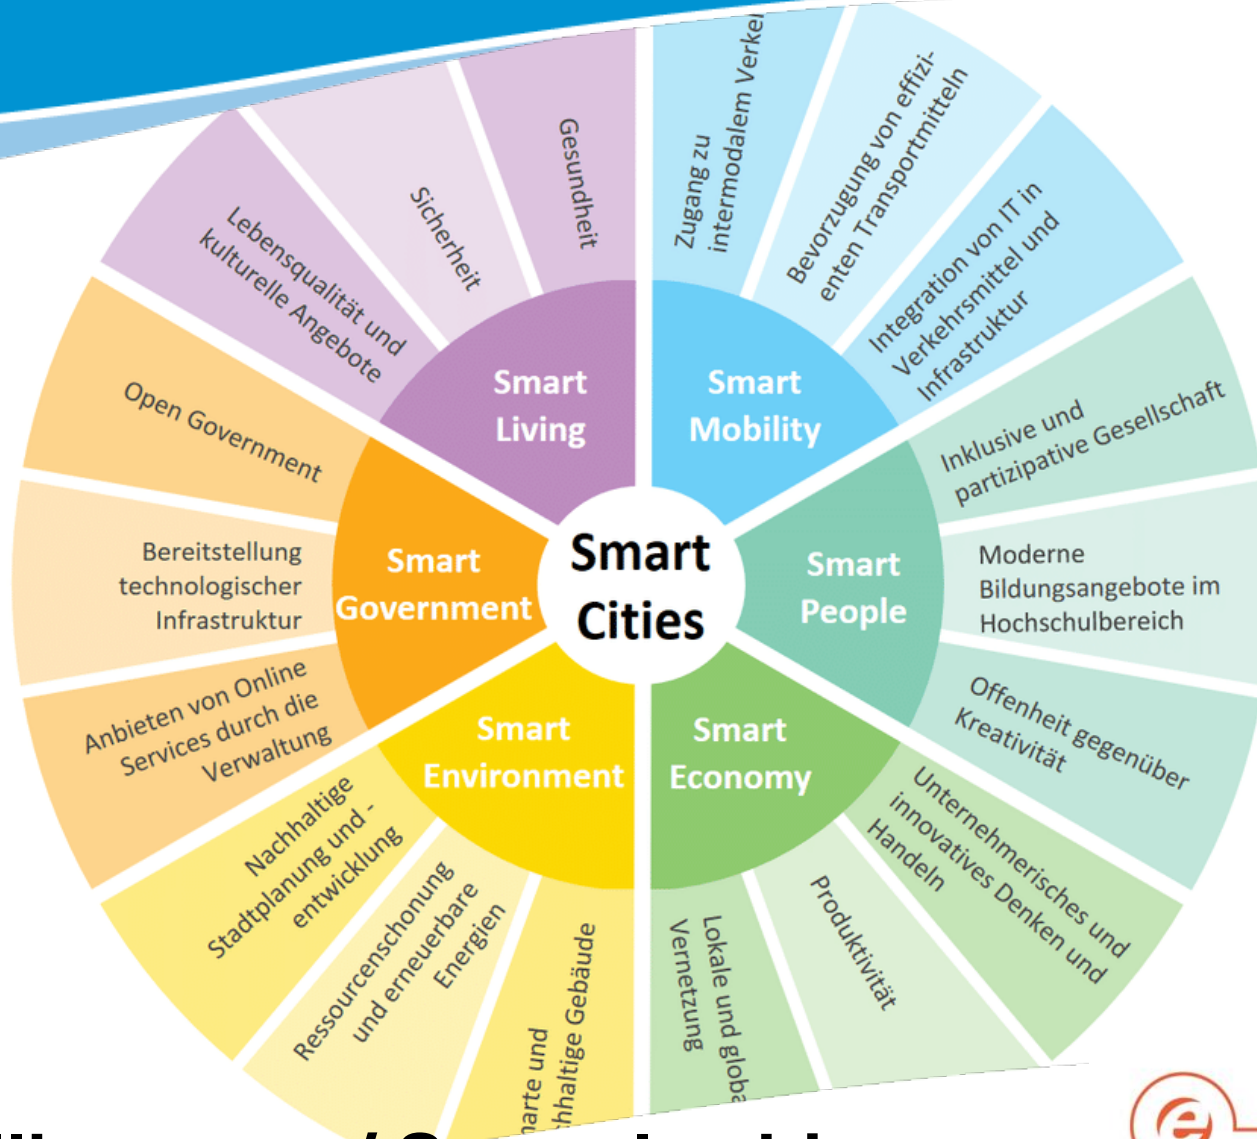 Smart
Cities
Smart
Mobility
Zugang zu
intermodalem
Bevorzugung von effizi-
enten Transportmitteln
Integration von IT in
Verkehrsmittel und
Infrastruktur
Smart
People
Inklusive und
partizipative Gesellschaft
Moderne
Bildungsangebote im
Hochschulbereich
Offenheit gegenüber
Kreativität
Smart
Economy
Unternehmerisches und
innovatives Denken und
Handeln
Produktivität
Lokale und
Vernetzung
Smart
Environment
und
Gebäude
Ressourcenschonung
und erneuerbare
Energien
Nachhaltige
Stadtplanung und -
entwicklung
Smart
Government
Anbieten von Online
Services durch die
Verwaltung
Bereitstellung
technologischer
Infrastruktur
Open Government
Smart
Living
Lebensqualität und
kulturelle Angebote
Sicherheit
Gesundheit